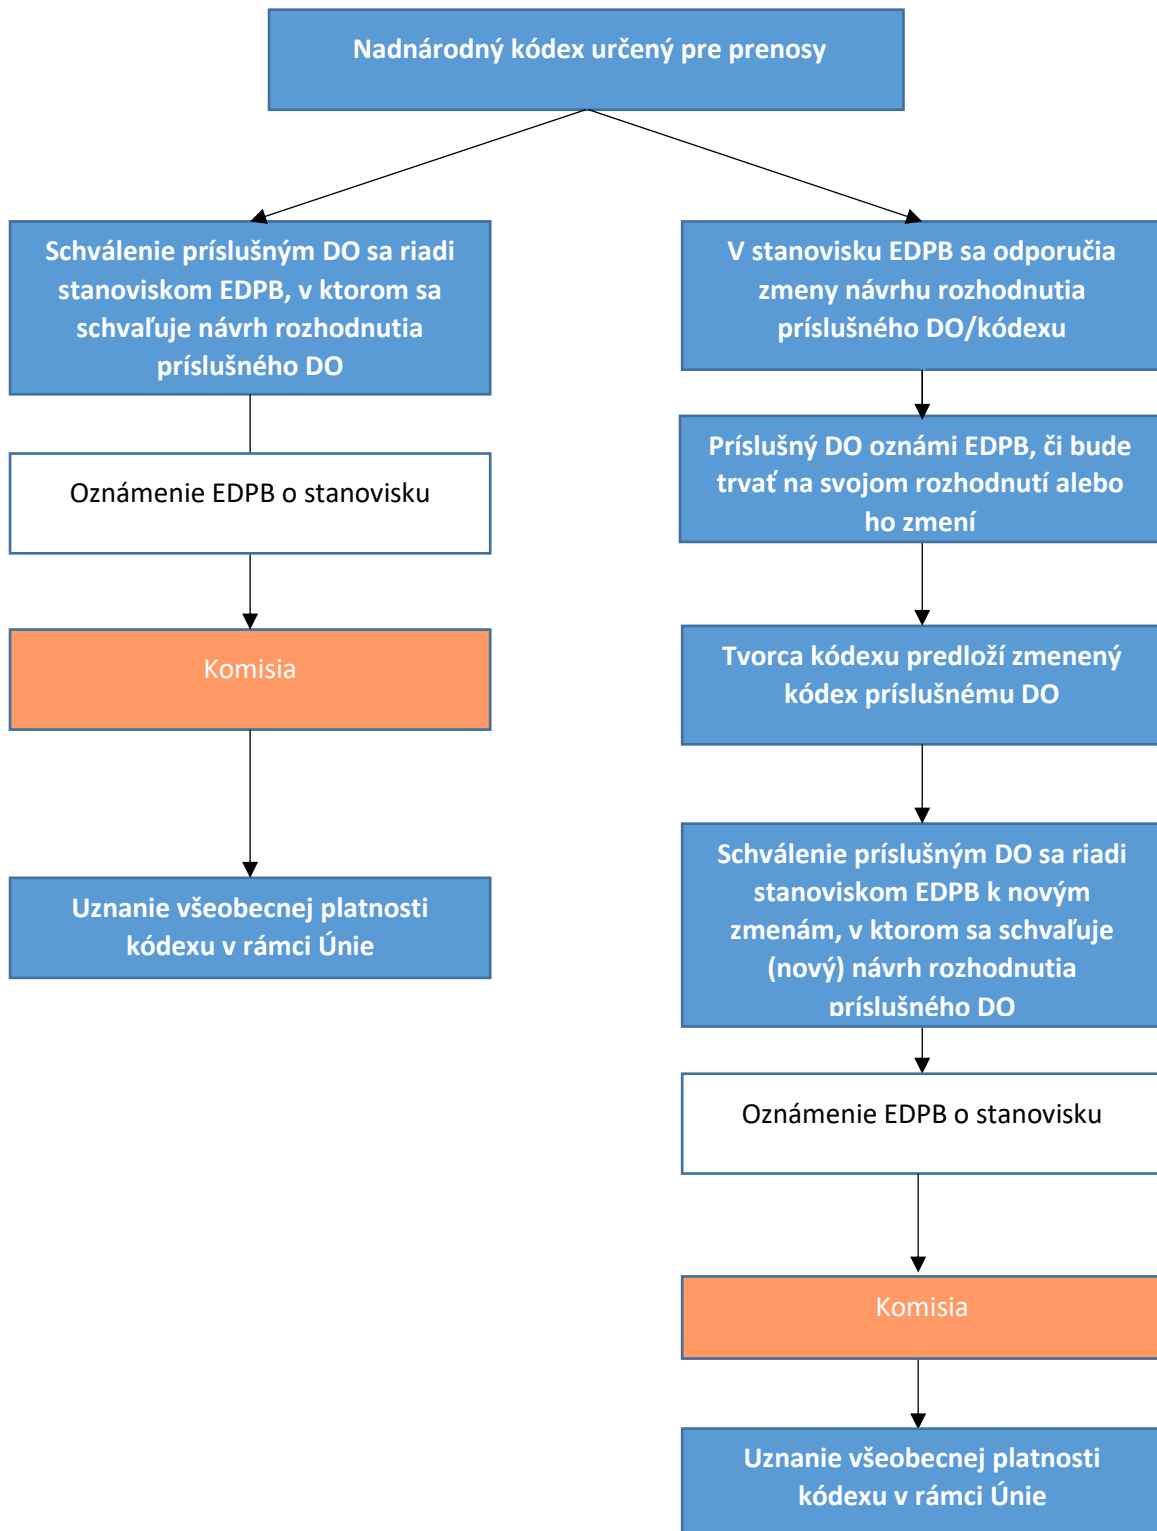 Nadnárodný kódex určený pre prenosy
Schválenie príslušným DO sa riadi
stanoviskom EDPB, v ktorom sa
schvaľuje návrh rozhodnutia
príslušného DO
Oznámenie EDPB o stanovisku
Komisia
Uznanie všeobecnej platnosti
kódexu v rámci Únie
V stanovisku EDPB sa odporučia
zmeny návrhu rozhodnutia
príslušného DO/kódexu
Príslušný DO oznámi EDPB, či bude
trvať na svojom rozhodnutí alebo
ho zmení
Tvorca kódexu predloží zmenený
kódex príslušnému DO
Schválenie príslušným DO sa riadi
stanoviskom EDPB k novým
zmenám, v ktorom sa schvaľuje
(nový) návrh rozhodnutia
príslušného DO
Oznámenie EDPB o stanovisku
Komisia
Uznanie všeobecnej platnosti
kódexu v rámci Únie